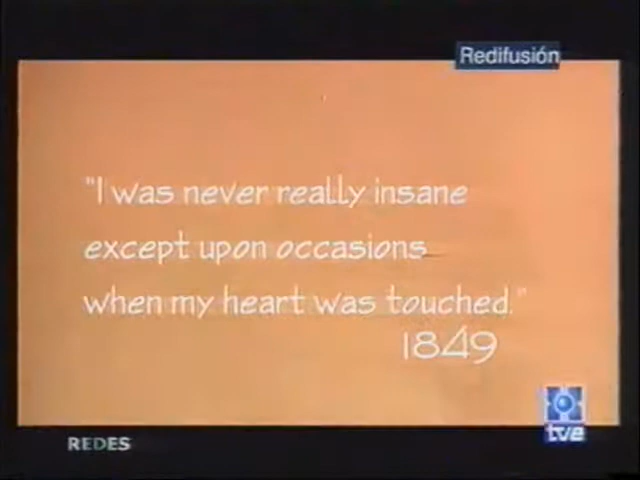 Redifusión
"I was never really insane
except upon occasions
when my heart was touched."
1849
tve
REDES